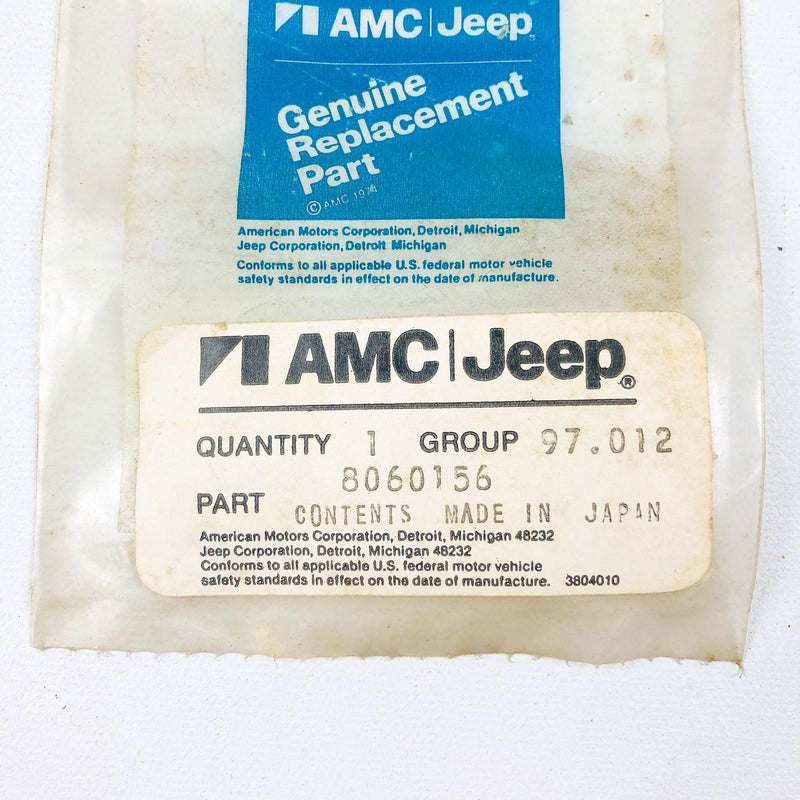 AMC|Jeep®
Genuine
Replacement
Part
© AMC 1974
American Motors Corporation, Detroit, Michigan
Jeep Corporation, Detroit Michigan
Conforms to all applicable U.S. federal motor vehicle
safety standards in effect on the date of manufacture.
AMC|Jeep®
QUANTITY 1 GROUP 97.012
8060156
PART CONTENTS MADE IN JAPAN
American Motors Corporation, Detroit, Michigan 48232
Jeep Corporation, Detroit, Michigan 48232
Conforms to all applicable U.S. federal motor vehicle
safety standards in effect on the date of manufacture. 3804010